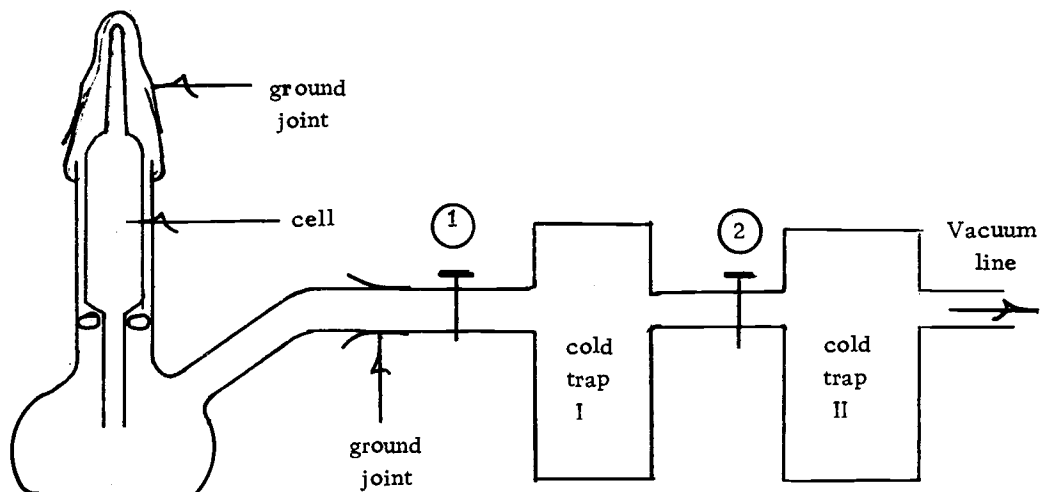 ground
joint
cell
1
2
Vacuum
line
cold
trap
I
cold
trap
II
ground
joint